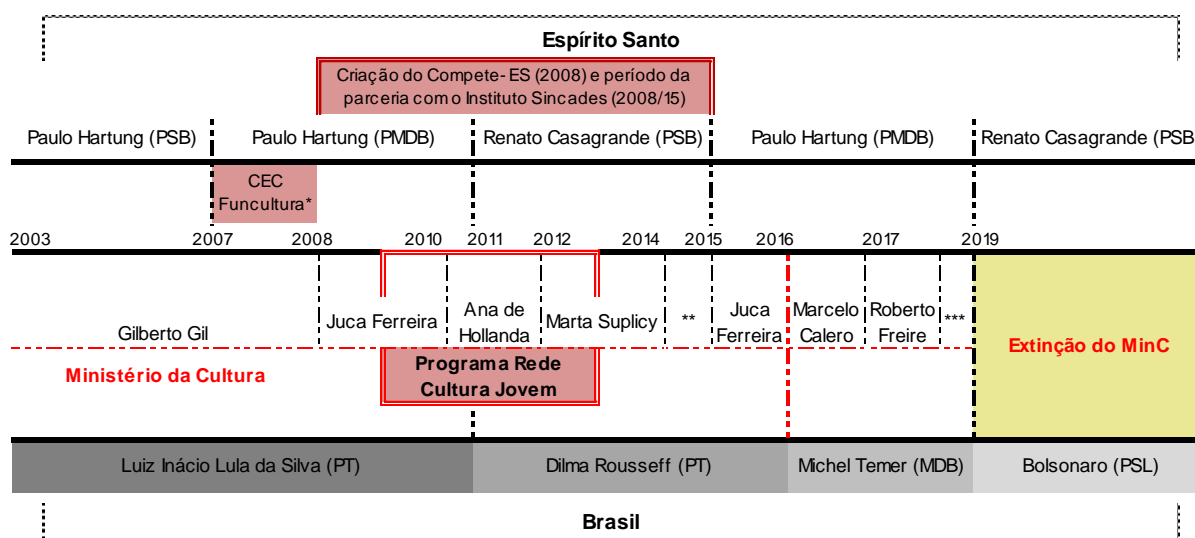 Espírito Santo
Criação do Compete-ES (2008) e período da
parceria com o Instituto Sincades (2008/15)
Paulo Hartung (PSB)
Paulo Hartung (PMDB)
Renato Casagrande (PSB)
Paulo Hartung (PMDB)
Renato Casagrande (PSB
CEC
Funcultura*
2003
2007
2008
2010
2011
2012
2014
2015
2016
2017
2019
Gilberto Gil
Juca Ferreira
Ana de
Hollanda
Marta Suplicy
**
Juca
Ferreira
Marcelo
Calero
Roberto
Freire
***
Extinção do MinC
Ministério da Cultura
Programa Rede
Cultura Jovem
Luiz Inácio Lula da Silva (PT)
Dilma Rousseff (PT)
Michel Temer (MDB)
Bolsonaro (PSL)
Brasil